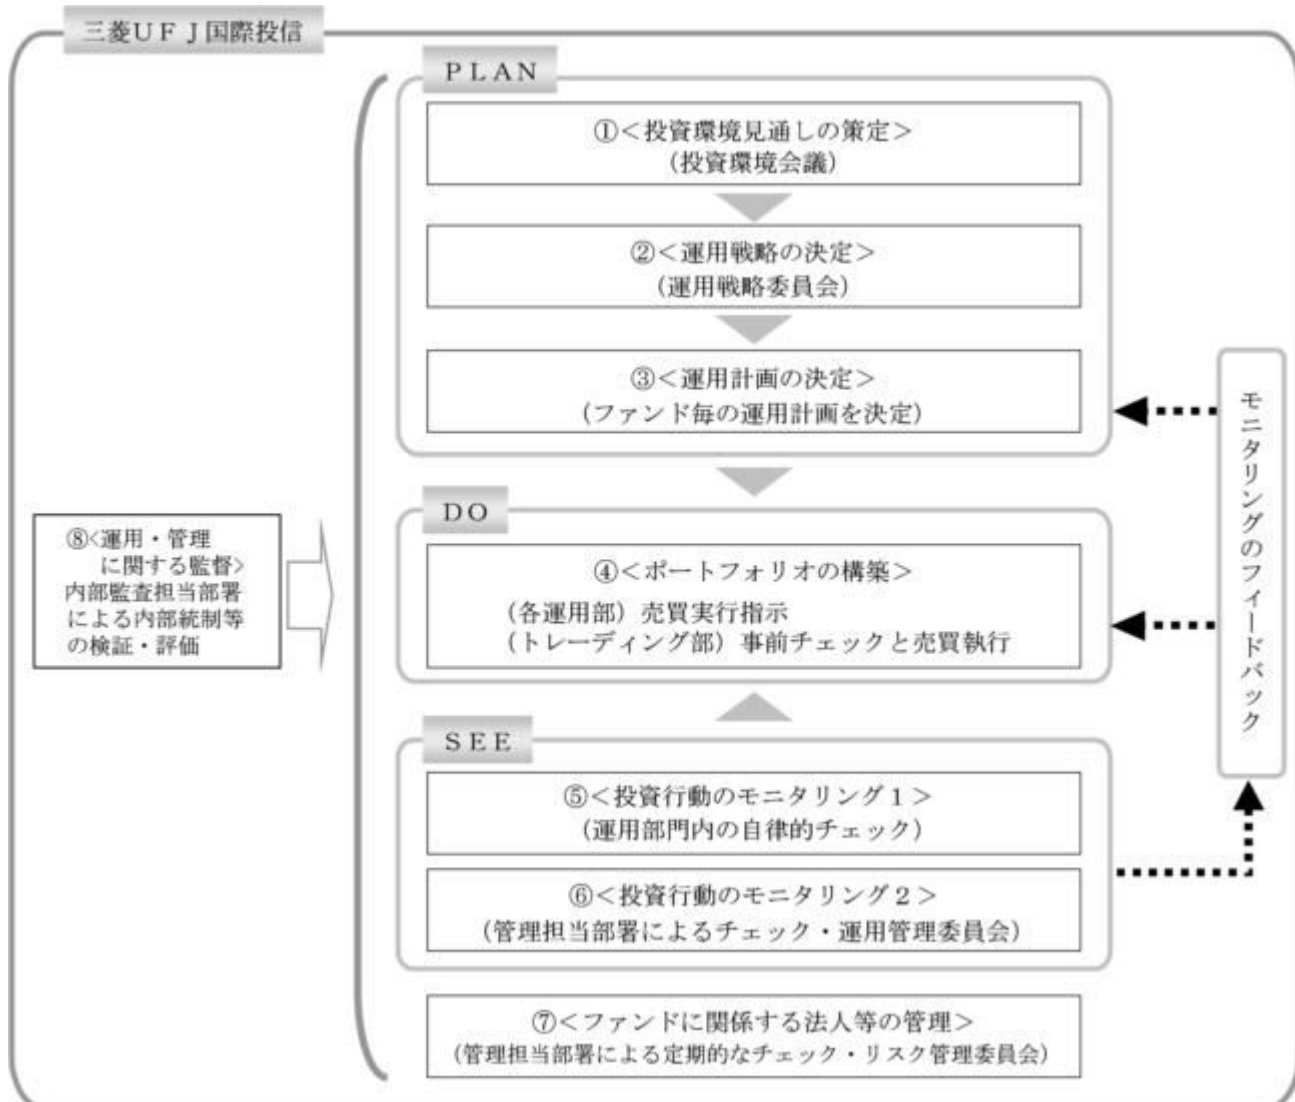 三菱ＵＦＪ国際投信
ＰＬＡＮ
①＜投資環境見通しの策定＞
（投資環境会議）
②＜運用戦略の決定＞
（運用戦略委員会）
③＜運用計画の決定＞
（ファンド毎の運用計画を決定）
ＤＯ
④＜ポートフォリオの構築＞
（各運用部）売買実行指示
（トレーディング部）事前チェックと売買執行
ＳＥＥ
⑤＜投資行動のモニタリング１＞
（運用部門内の自律的チェック）
⑥＜投資行動のモニタリング２＞
（管理担当部署によるチェック・運用管理委員会）
⑦＜ファンドに関係する法人等の管理＞
（管理担当部署による定期的なチェック・リスク管理委員会）
⑧<運用・管理
に関する監督>
内部監査担当部署
による内部統制等
の検証・評価
モニタリングのフィードバック